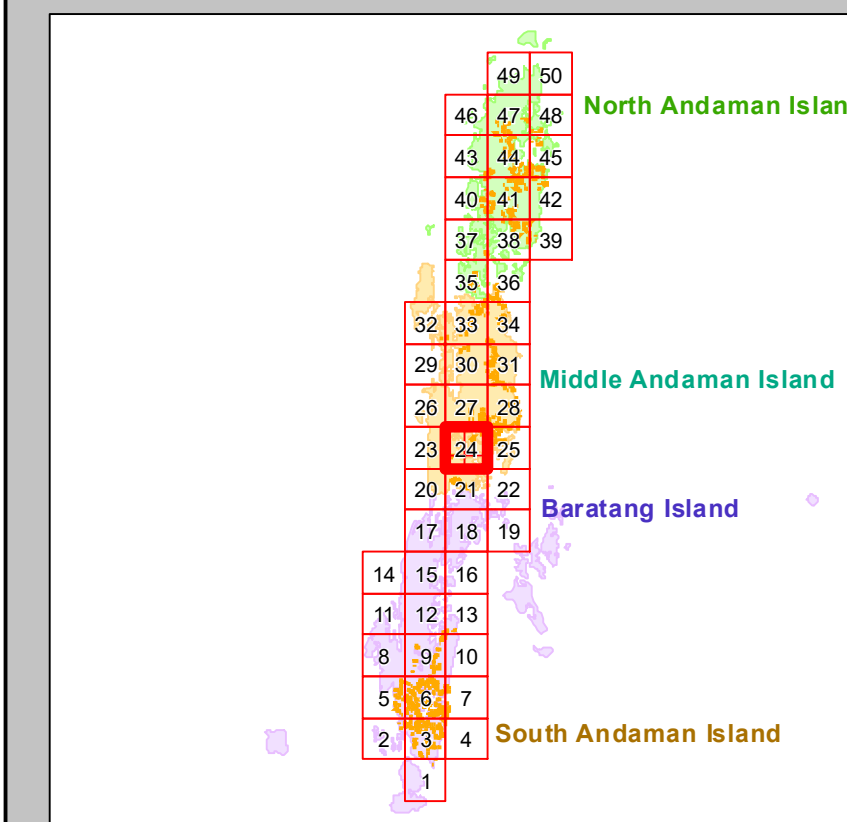 49 50
North Andaman Islan
46 47 48
43 44 45
40 41 42
37 38 39
35 36
32 33 34
29 30 31
Middle Andaman Island
26 27 28
23 24 25
20 21 22
Baratang Island
17 18 19
14 15 16
11 12 13
8 9 10
5 6 7
2 3 4
South Andaman Island
1